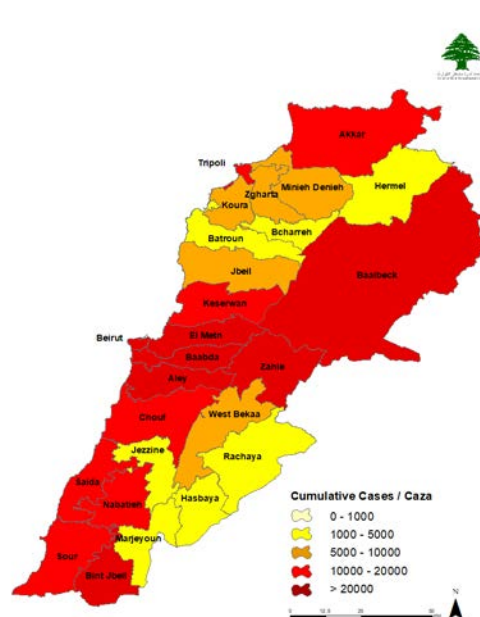 Akkar
Tripoli
Hermel
Minieh Denieh
Zgharta
Koura
Bcharreh
Batroun
Jbeil
Baalbeck
Keserwan
El Metn
Beirut
Baabda
Zahle
Aley
Chouf
West Bekaa
Jezzine
Rachaya
Saida
Hasbaya
Nabatieh
Marjeyoun
Sour
Bint Jbeil
Cumulative Cases / Caza
0 - 1000
1000 - 5000
5000 - 10000
10000 - 20000
> 20000
N